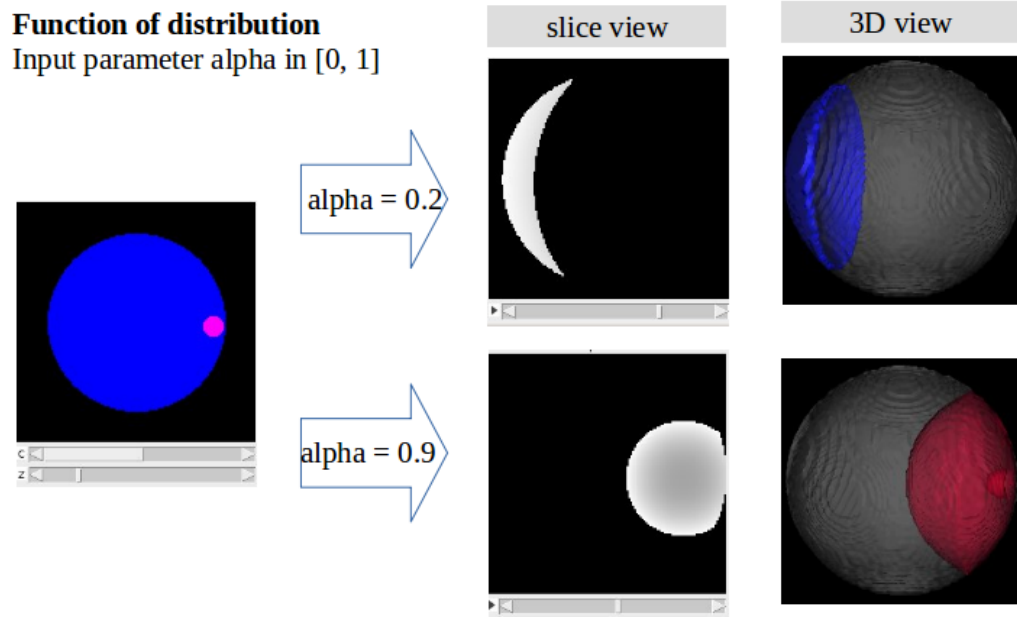 Function of distribution
Input parameter alpha in [0, 1]
slice view
3D view
alpha = 0.2
alpha = 0.9
c
z